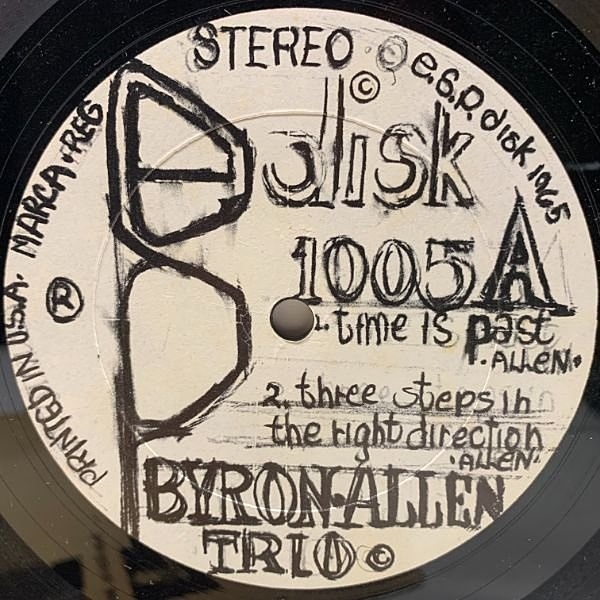 STEREO
© e.s.p. disk 1965
ESP disk
1005 A
1. time is past
.ALLEN.
2. three steps in
the right direction
.ALLEN.
BYRON·ALLEN
TRIO ©
PRINTED IN U.S.A. MARCA·REG
®